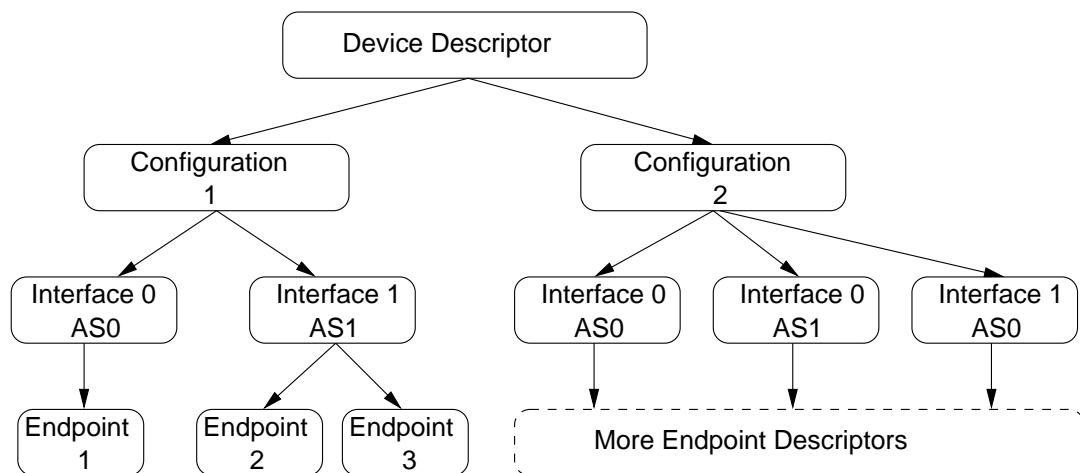 Device Descriptor
Configuration
1
Configuration
2
Interface 0
AS0
Interface 1
AS1
Interface 0
AS0
Interface 0
AS1
Interface 1
AS0
Endpoint
1
Endpoint
2
Endpoint
3
More Endpoint Descriptors